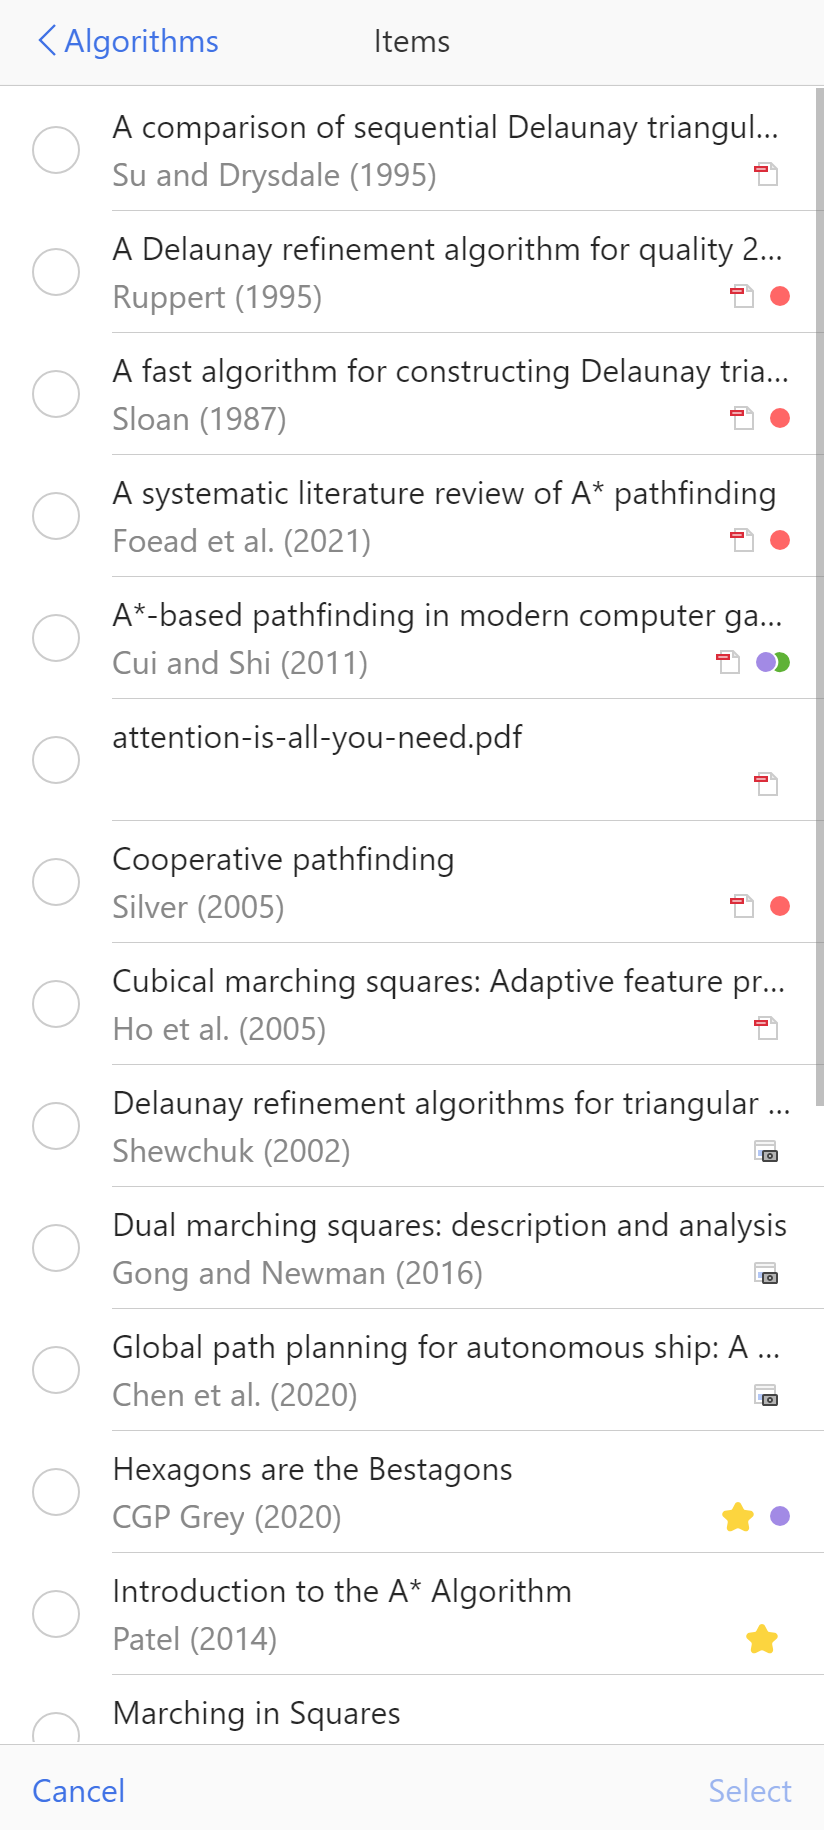 Algorithms
Items
A comparison of sequential Delaunay triangul...
Su and Drysdale (1995)
A Delaunay refinement algorithm for quality 2...
Ruppert (1995)
A fast algorithm for constructing Delaunay tria...
Sloan (1987)
A systematic literature review of A* pathfinding
Foead et al. (2021)
A*-based pathfinding in modern computer ga...
Cui and Shi (2011)
attention-is-all-you-need.pdf
Cooperative pathfinding
Silver (2005)
Cubical marching squares: Adaptive feature pr...
Ho et al. (2005)
Delaunay refinement algorithms for triangular ...
Shewchuk (2002)
Dual marching squares: description and analysis
Gong and Newman (2016)
Global path planning for autonomous ship: A ...
Chen et al. (2020)
Hexagons are the Bestagons
CGP Grey (2020)
Introduction to the A* Algorithm
Patel (2014)
Marching in Squares
Cancel
Select